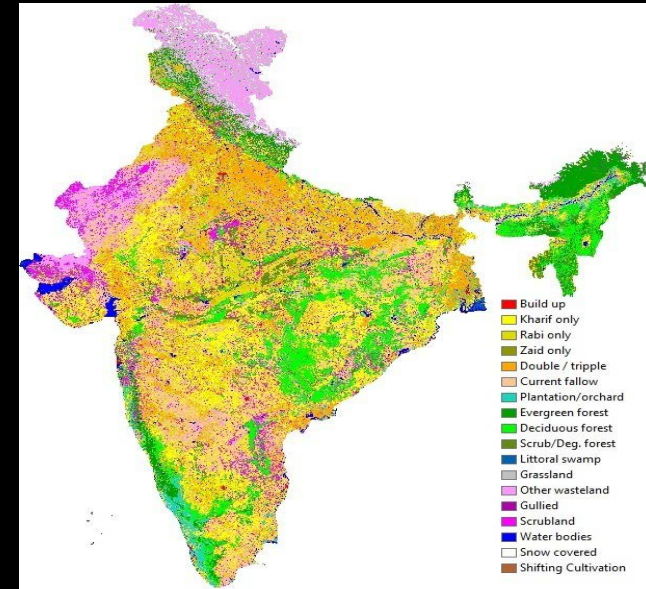 Build up
Kharif only
Rabi only
Zaid only
Double / tripple
Current fallow
Plantation/orchard
Evergreen forest
Deciduous forest
Scrub/Deg. forest
Littoral swamp
Grassland
Other wasteland
Gullied
Scrubland
Water bodies
Snow covered
Shifting Cultivation